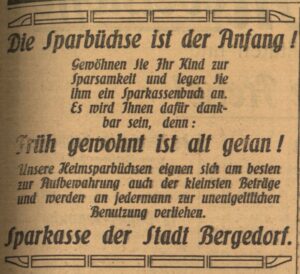 Die Sparbüchse ist der Anfang!
Gewöhnen Sie Ihr Kind zur
Sparsamkeit und legen Sie
ihm ein Sparkassenbuch an.
Es wird Ihnen dafür dank-
bar sein, denn:
Früh gewohnt ist alt getan!
Unsere Heimsparbüchsen eignen sich am besten
zur Aufbewahrung auch der kleinsten Beträge
und werden an jedermann zur unentgeltlichen
Benutzung verliehen.
Sparkasse der Stadt Bergedorf.